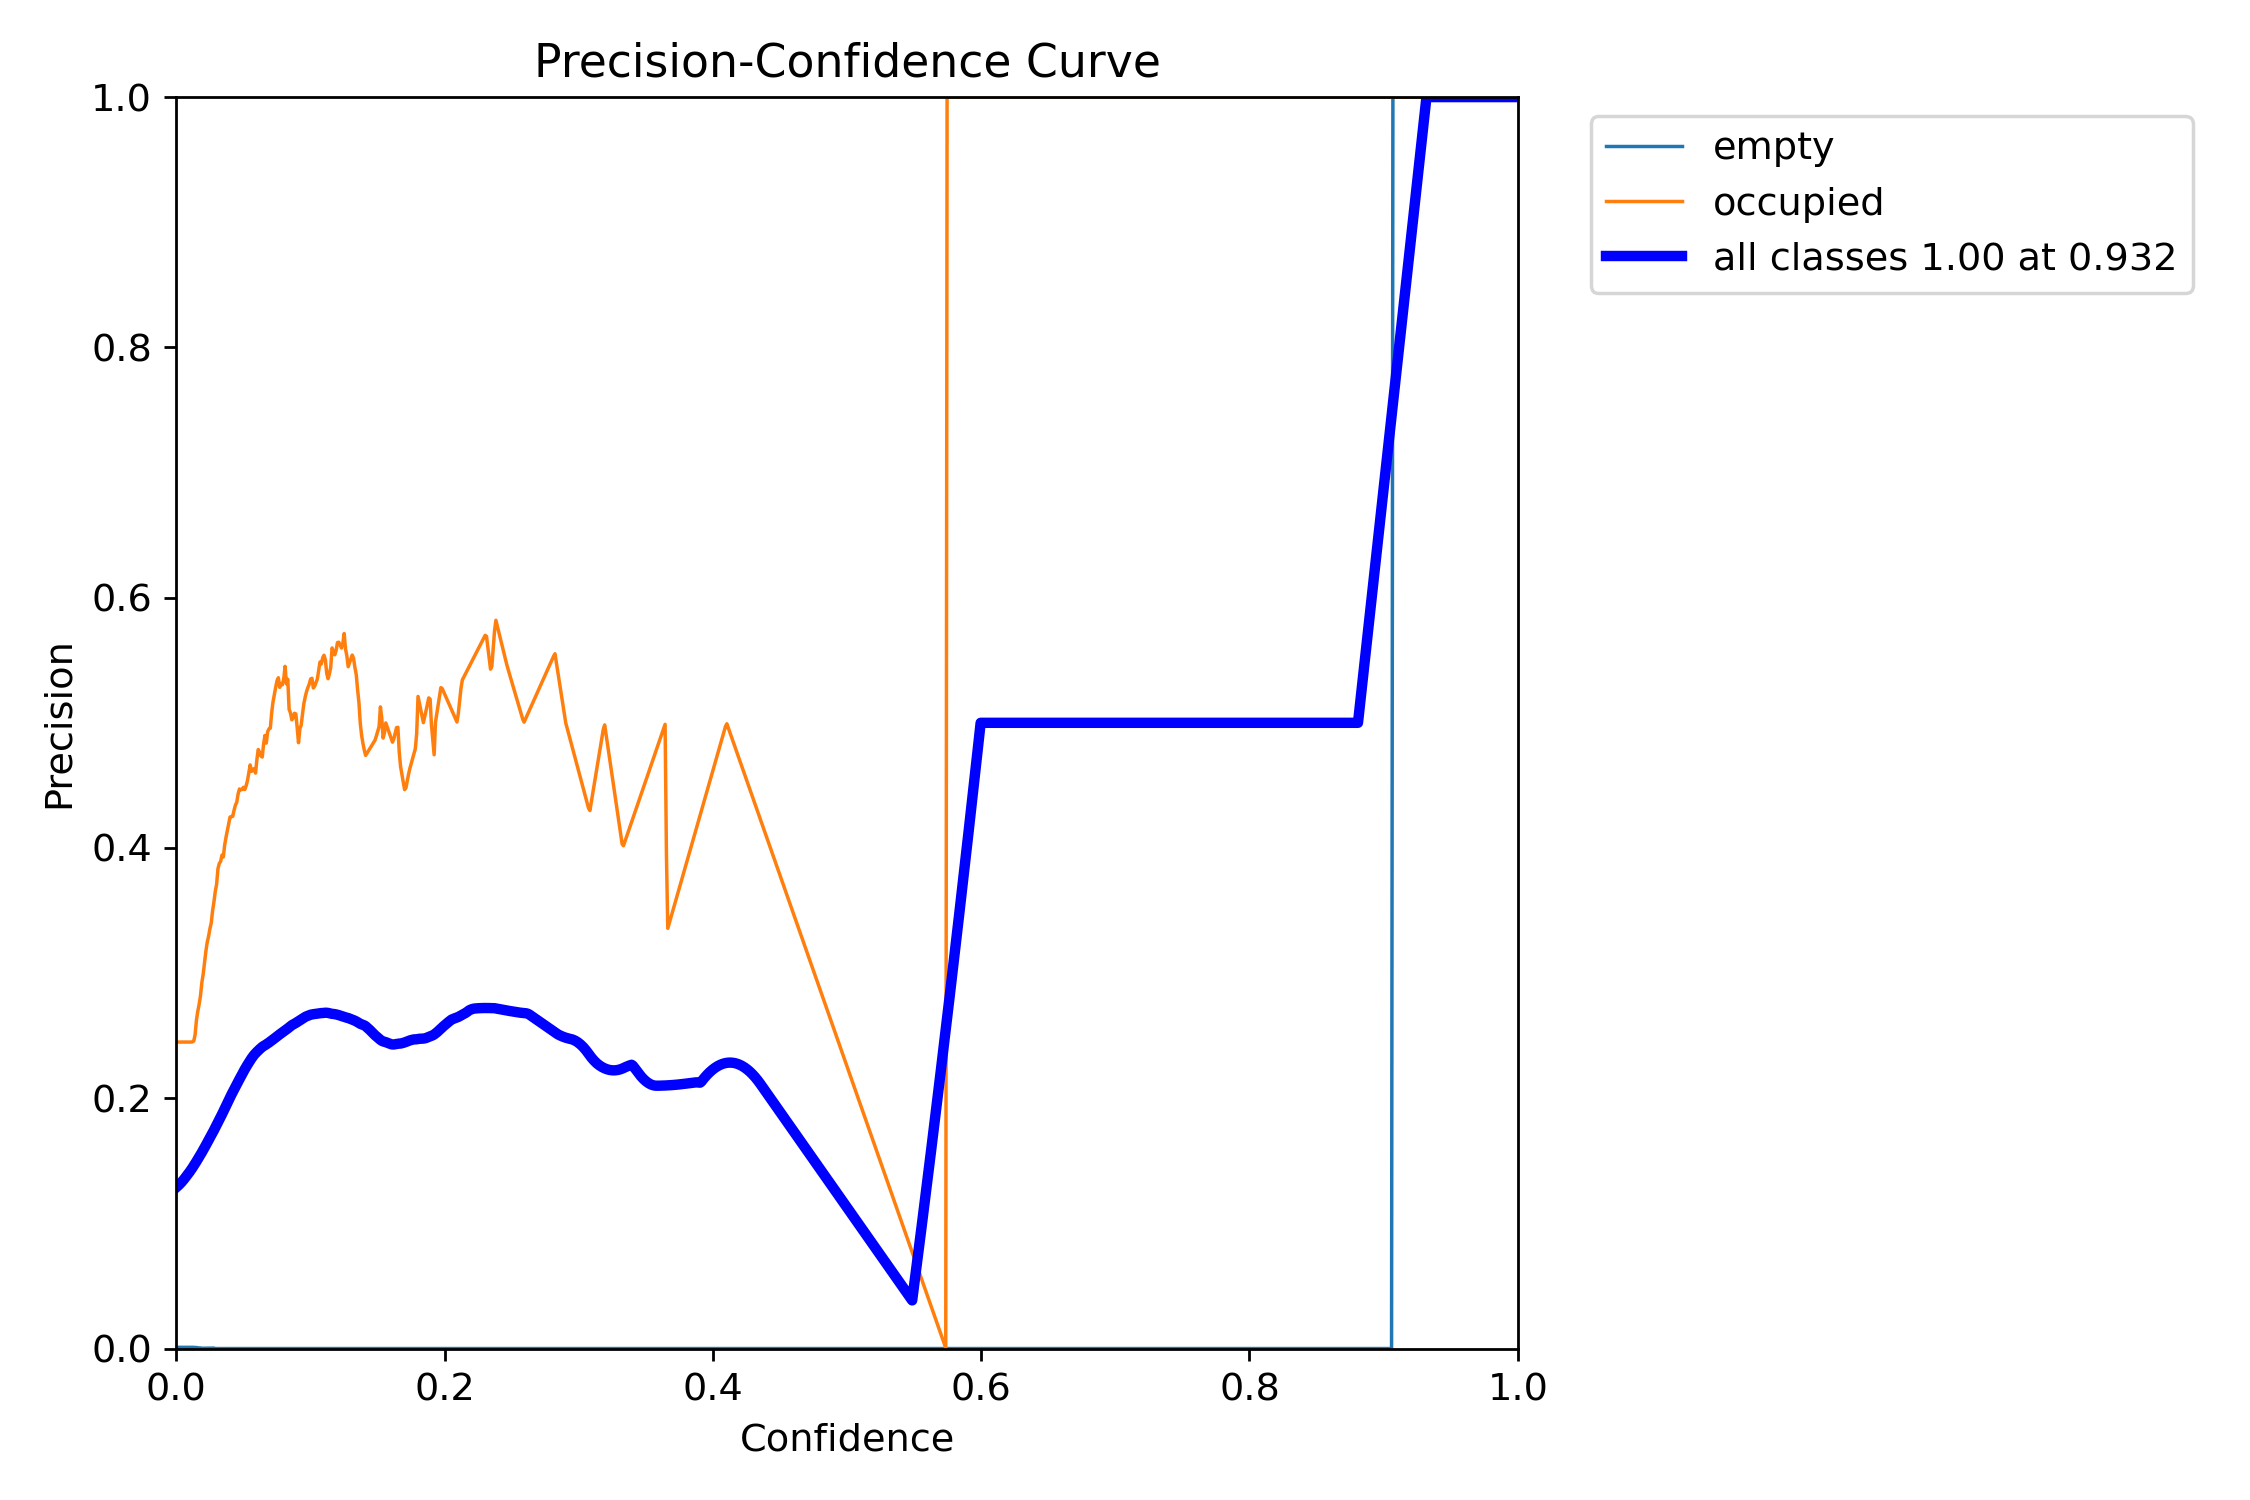 Precision-Confidence Curve
1.0
0.8
0.6
0.4
0.2
0.0
Precision
0.0 0.2 0.4 0.6 0.8 1.0
Confidence
empty
occupied
all classes 1.00 at 0.932